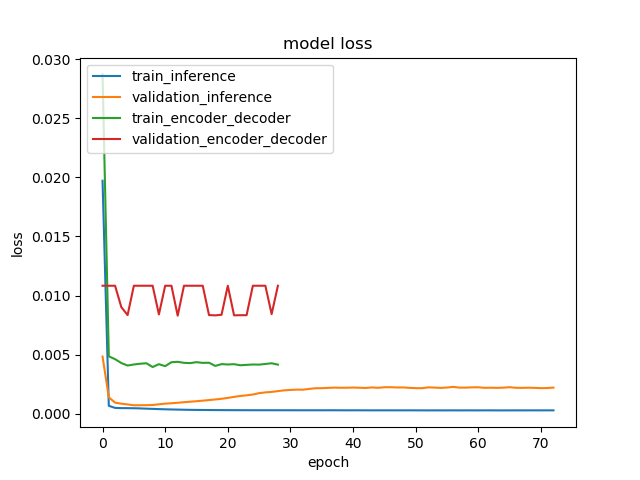 model loss
train_inference
validation_inference
train_encoder_decoder
validation_encoder_decoder
loss
0.030
0.025
0.020
0.015
0.010
0.005
0.000
0 10 20 30 40 50 60 70
epoch